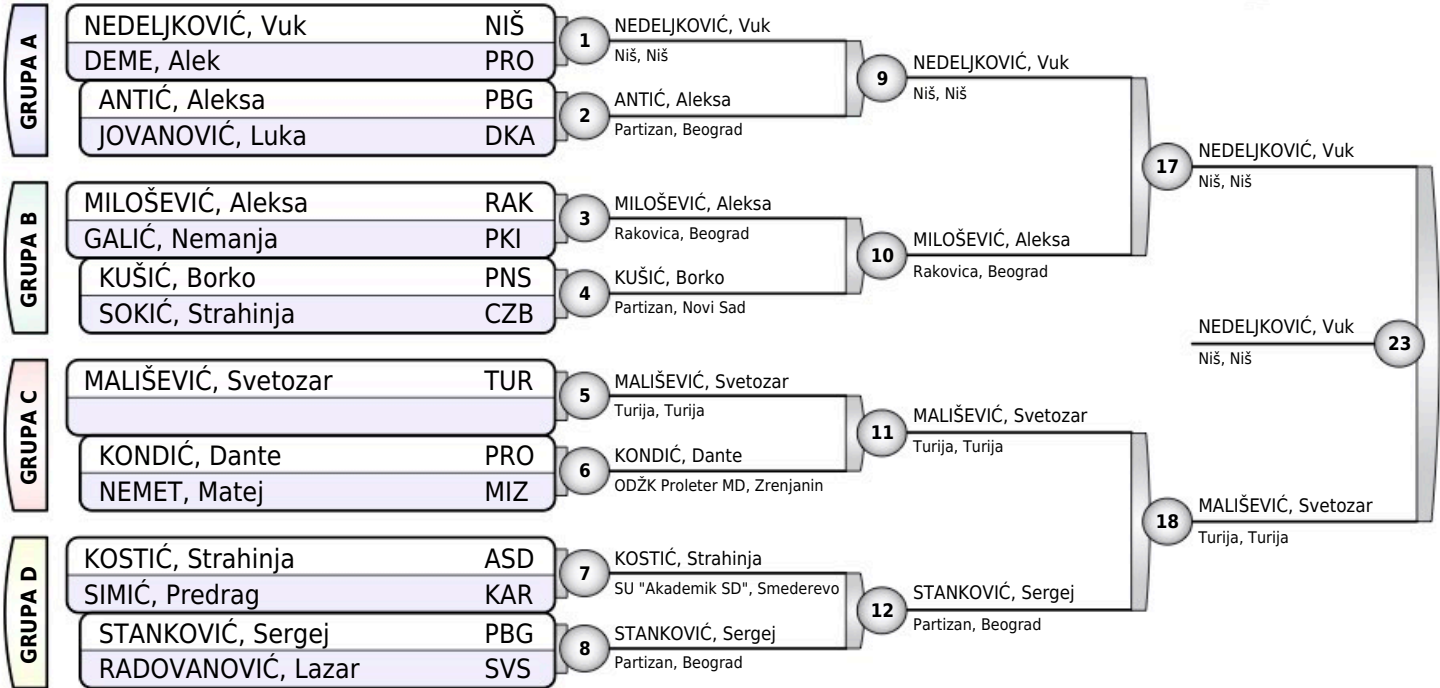 GRUPA A
NEDELJKOVIĆ, Vuk NIŠ
DEME, Alek PRO
ANTIĆ, Aleksa PBG
JOVANOVIĆ, Luka DKA
GRUPA B
MILOŠEVIĆ, Aleksa RAK
GALIĆ, Nemanja PKI
KUŠIĆ, Borko PNS
SOKIĆ, Strahinja CZB
GRUPA C
MALIŠEVIĆ, Svetozar TUR
KONDIĆ, Dante PRO
NEMET, Matej MIZ
GRUPA D
KOSTIĆ, Strahinja ASD
SIMIĆ, Predrag KAR
STANKOVIĆ, Sergej PBG
RADOVANOVIĆ, Lazar SVS
1
NEDELJKOVIĆ, Vuk
Niš, Niš
2
ANTIĆ, Aleksa
Partizan, Beograd
3
MILOŠEVIĆ, Aleksa
Rakovica, Beograd
4
KUŠIĆ, Borko
Partizan, Novi Sad
5
MALIŠEVIĆ, Svetozar
Turija, Turija
6
KONDIĆ, Dante
ODŽK Proleter MD, Zrenjanin
7
KOSTIĆ, Strahinja
SU "Akademik SD", Smederevo
8
STANKOVIĆ, Sergej
Partizan, Beograd
9
NEDELJKOVIĆ, Vuk
Niš, Niš
10
MILOŠEVIĆ, Aleksa
Rakovica, Beograd
11
MALIŠEVIĆ, Svetozar
Turija, Turija
12
STANKOVIĆ, Sergej
Partizan, Beograd
17
NEDELJKOVIĆ, Vuk
Niš, Niš
18
MALIŠEVIĆ, Svetozar
Turija, Turija
NEDELJKOVIĆ, Vuk
Niš, Niš
23